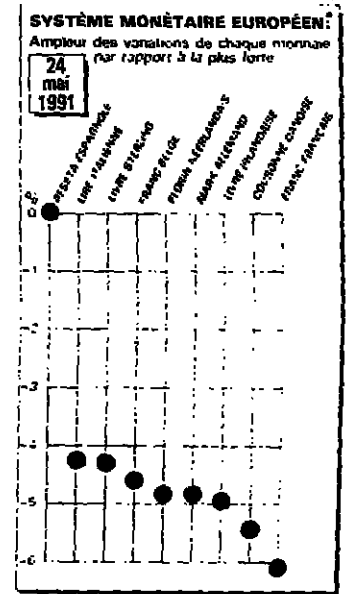 SYSTÈME MONÉTAIRE EUROPÉEN:
Ampleur des variations de chaque monnaie
par rapport à la plus forte
24
mai
1991
PESETA ESPAGNOLE
LIRE ITALIENNE
LIVRE STERLING
FRANC BELGE
FLORIN NÉERLANDAIS
MARK ALLEMAND
LIVRE IRLANDAISE
COURONNE DANOISE
FRANC FRANÇAIS
0
-1
-2
-3
-4
-5
-6